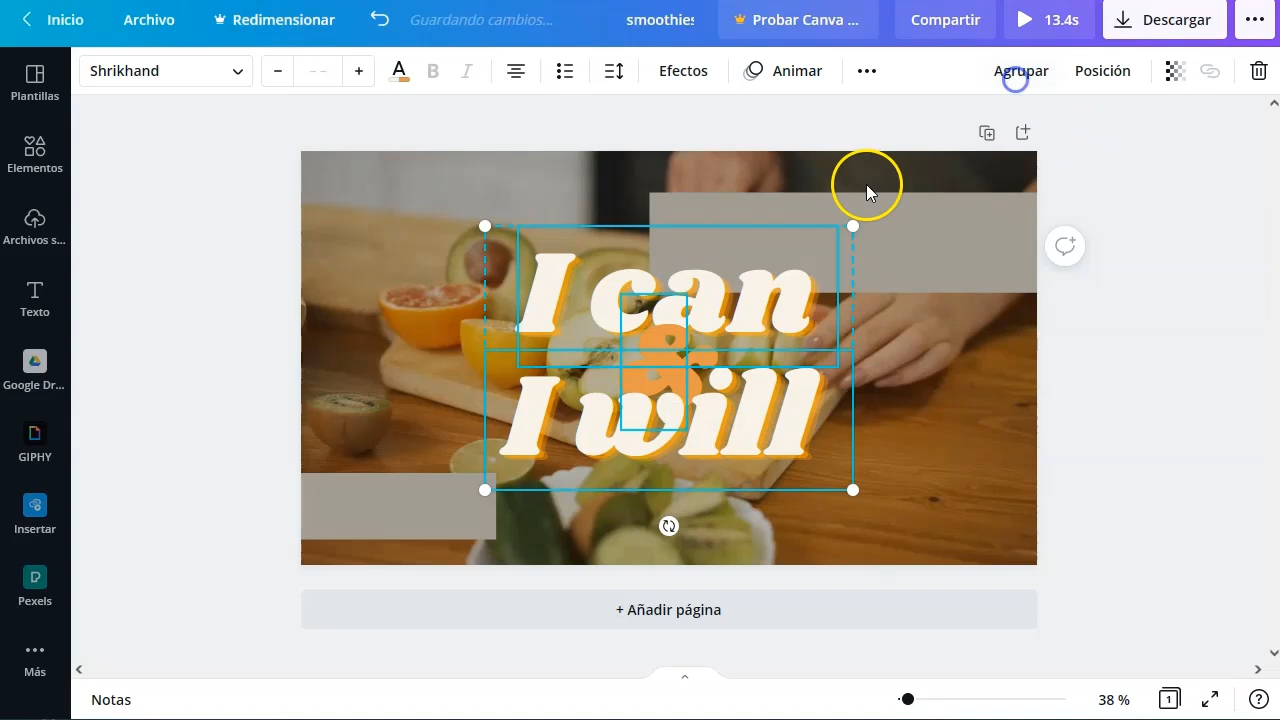 Inicio
Archivo
Redimensionar
Guardando cambios...
smoothies
Probar Canva ...
Compartir
13.4s
Descargar
Shrikhand
B
I
Efectos
Animar
Agrupar
Posición
Plantillas
Elementos
Archivos s...
Texto
Google Dr...
GIPHY
Insertar
Pexels
Más
I can
&
I will
+ Añadir página
Notas
38 %
1